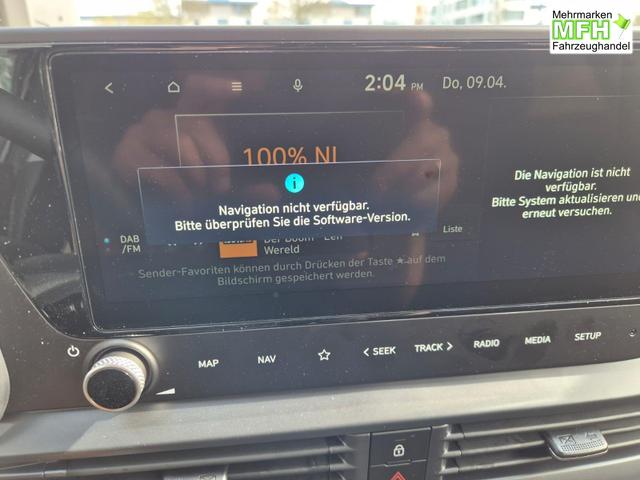 Mehrmarken
MFH
Fahrzeughandel
2:04 PM
Do, 09.04.
100% NL
i
Navigation nicht verfügbar.
Bitte überprüfen Sie die Software-Version.
Die Navigation ist nicht
verfügbar.
Bitte System aktualisieren und
erneut versuchen.
DAB
/FM
Wereld
Liste
Sender-Favoriten können durch Drücken der Taste ★ auf dem
Bildschirm gespeichert werden.
MAP
NAV
< SEEK
TRACK >
RADIO
MEDIA
SETUP